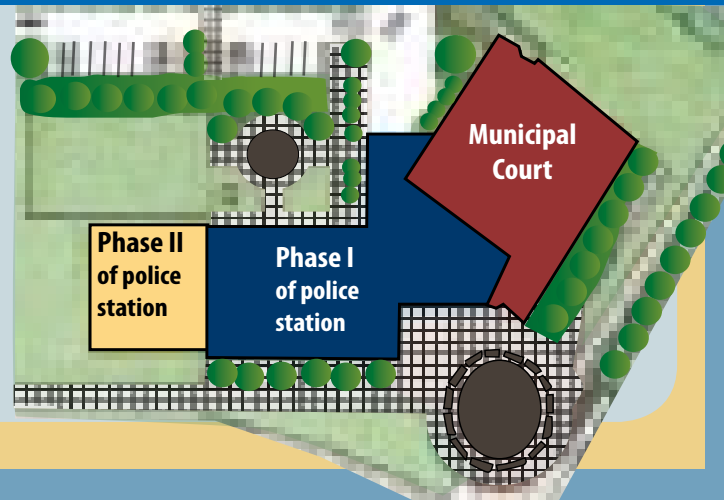 Municipal
Court
Phase II
of police
station
Phase I
of police
station